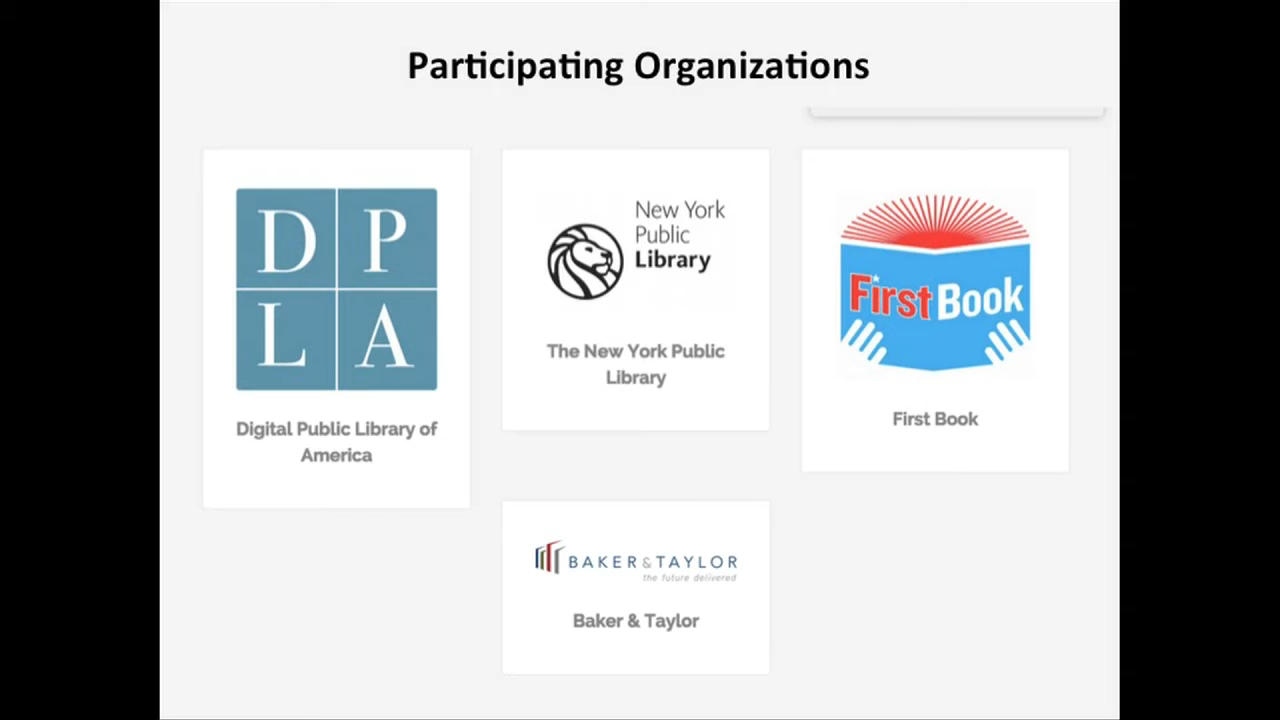 Participating Organizations
D P
L A
Digital Public Library of
America
New York
Public
Library
The New York Public
Library
First Book
First Book
BAKER & TAYLOR
the future delivered
Baker & Taylor